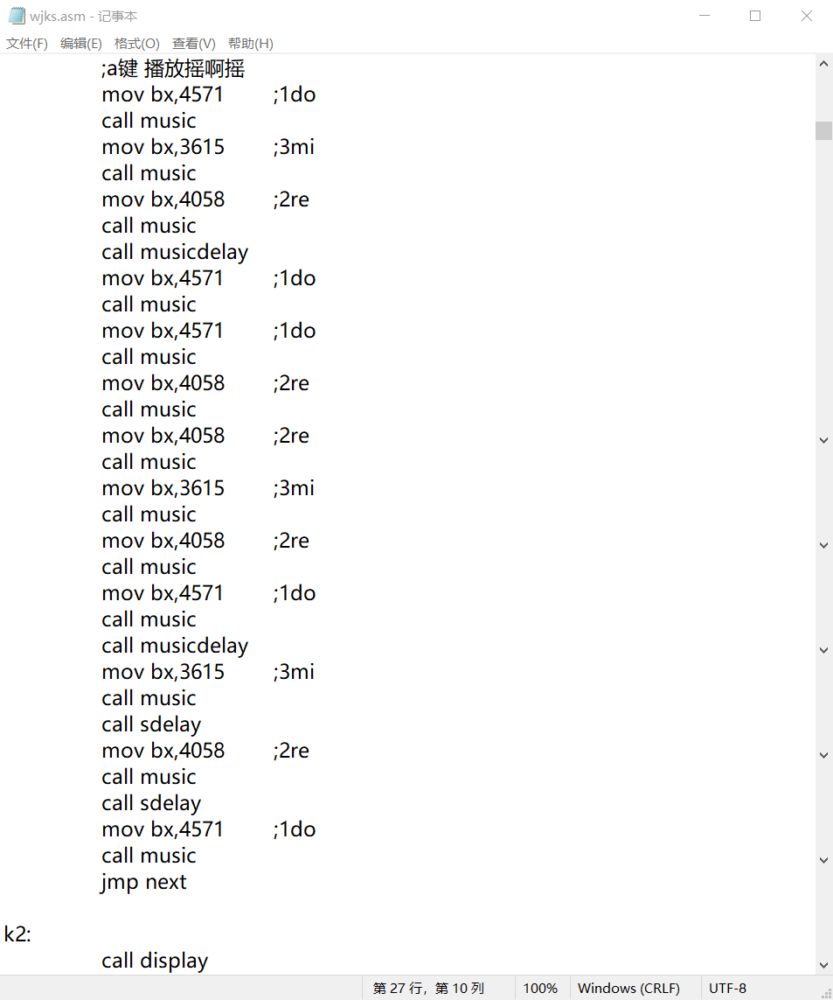 wjks.asm - 记事本
文件(F) 编辑(E) 格式(O) 查看(V) 帮助(H)
;a键 播放摇啊摇
mov bx,4571 ;1do
call music
mov bx,3615 ;3mi
call music
mov bx,4058 ;2re
call music
call musicdelay
mov bx,4571 ;1do
call music
mov bx,4571 ;1do
call music
mov bx,4058 ;2re
call music
mov bx,4058 ;2re
call music
mov bx,3615 ;3mi
call music
mov bx,4058 ;2re
call music
mov bx,4571 ;1do
call music
call musicdelay
mov bx,3615 ;3mi
call music
call sdelay
mov bx,4058 ;2re
call music
call sdelay
mov bx,4571 ;1do
call music
jmp next
k2:
call display
第 27 行，第 10 列 100% Windows (CRLF) UTF-8